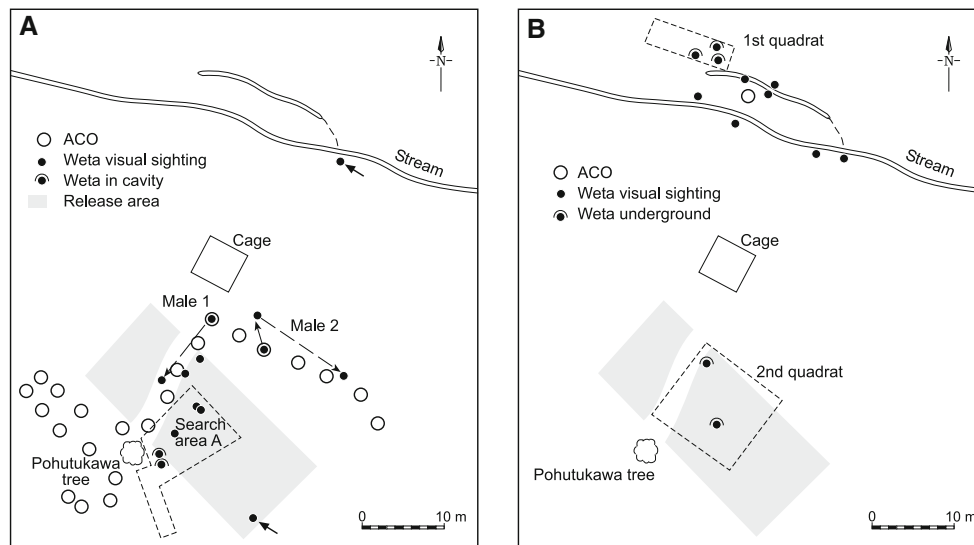 A
-N-
ACO
Weta visual sighting
Weta in cavity
Release area
Stream
Cage
Male 1
Male 2
Search
area A
Pohutukawa
tree
0 10 m
B
1st quadrat
-N-
Stream
ACO
Weta visual sighting
Weta underground
Cage
2nd quadrat
Pohutukawa tree
0 10 m